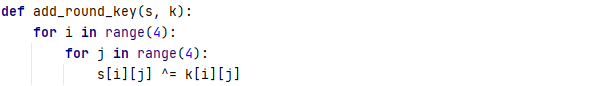 def add_round_key(s, k):
    for i in range(4):
        for j in range(4):
            s[i][j] ^= k[i][j]